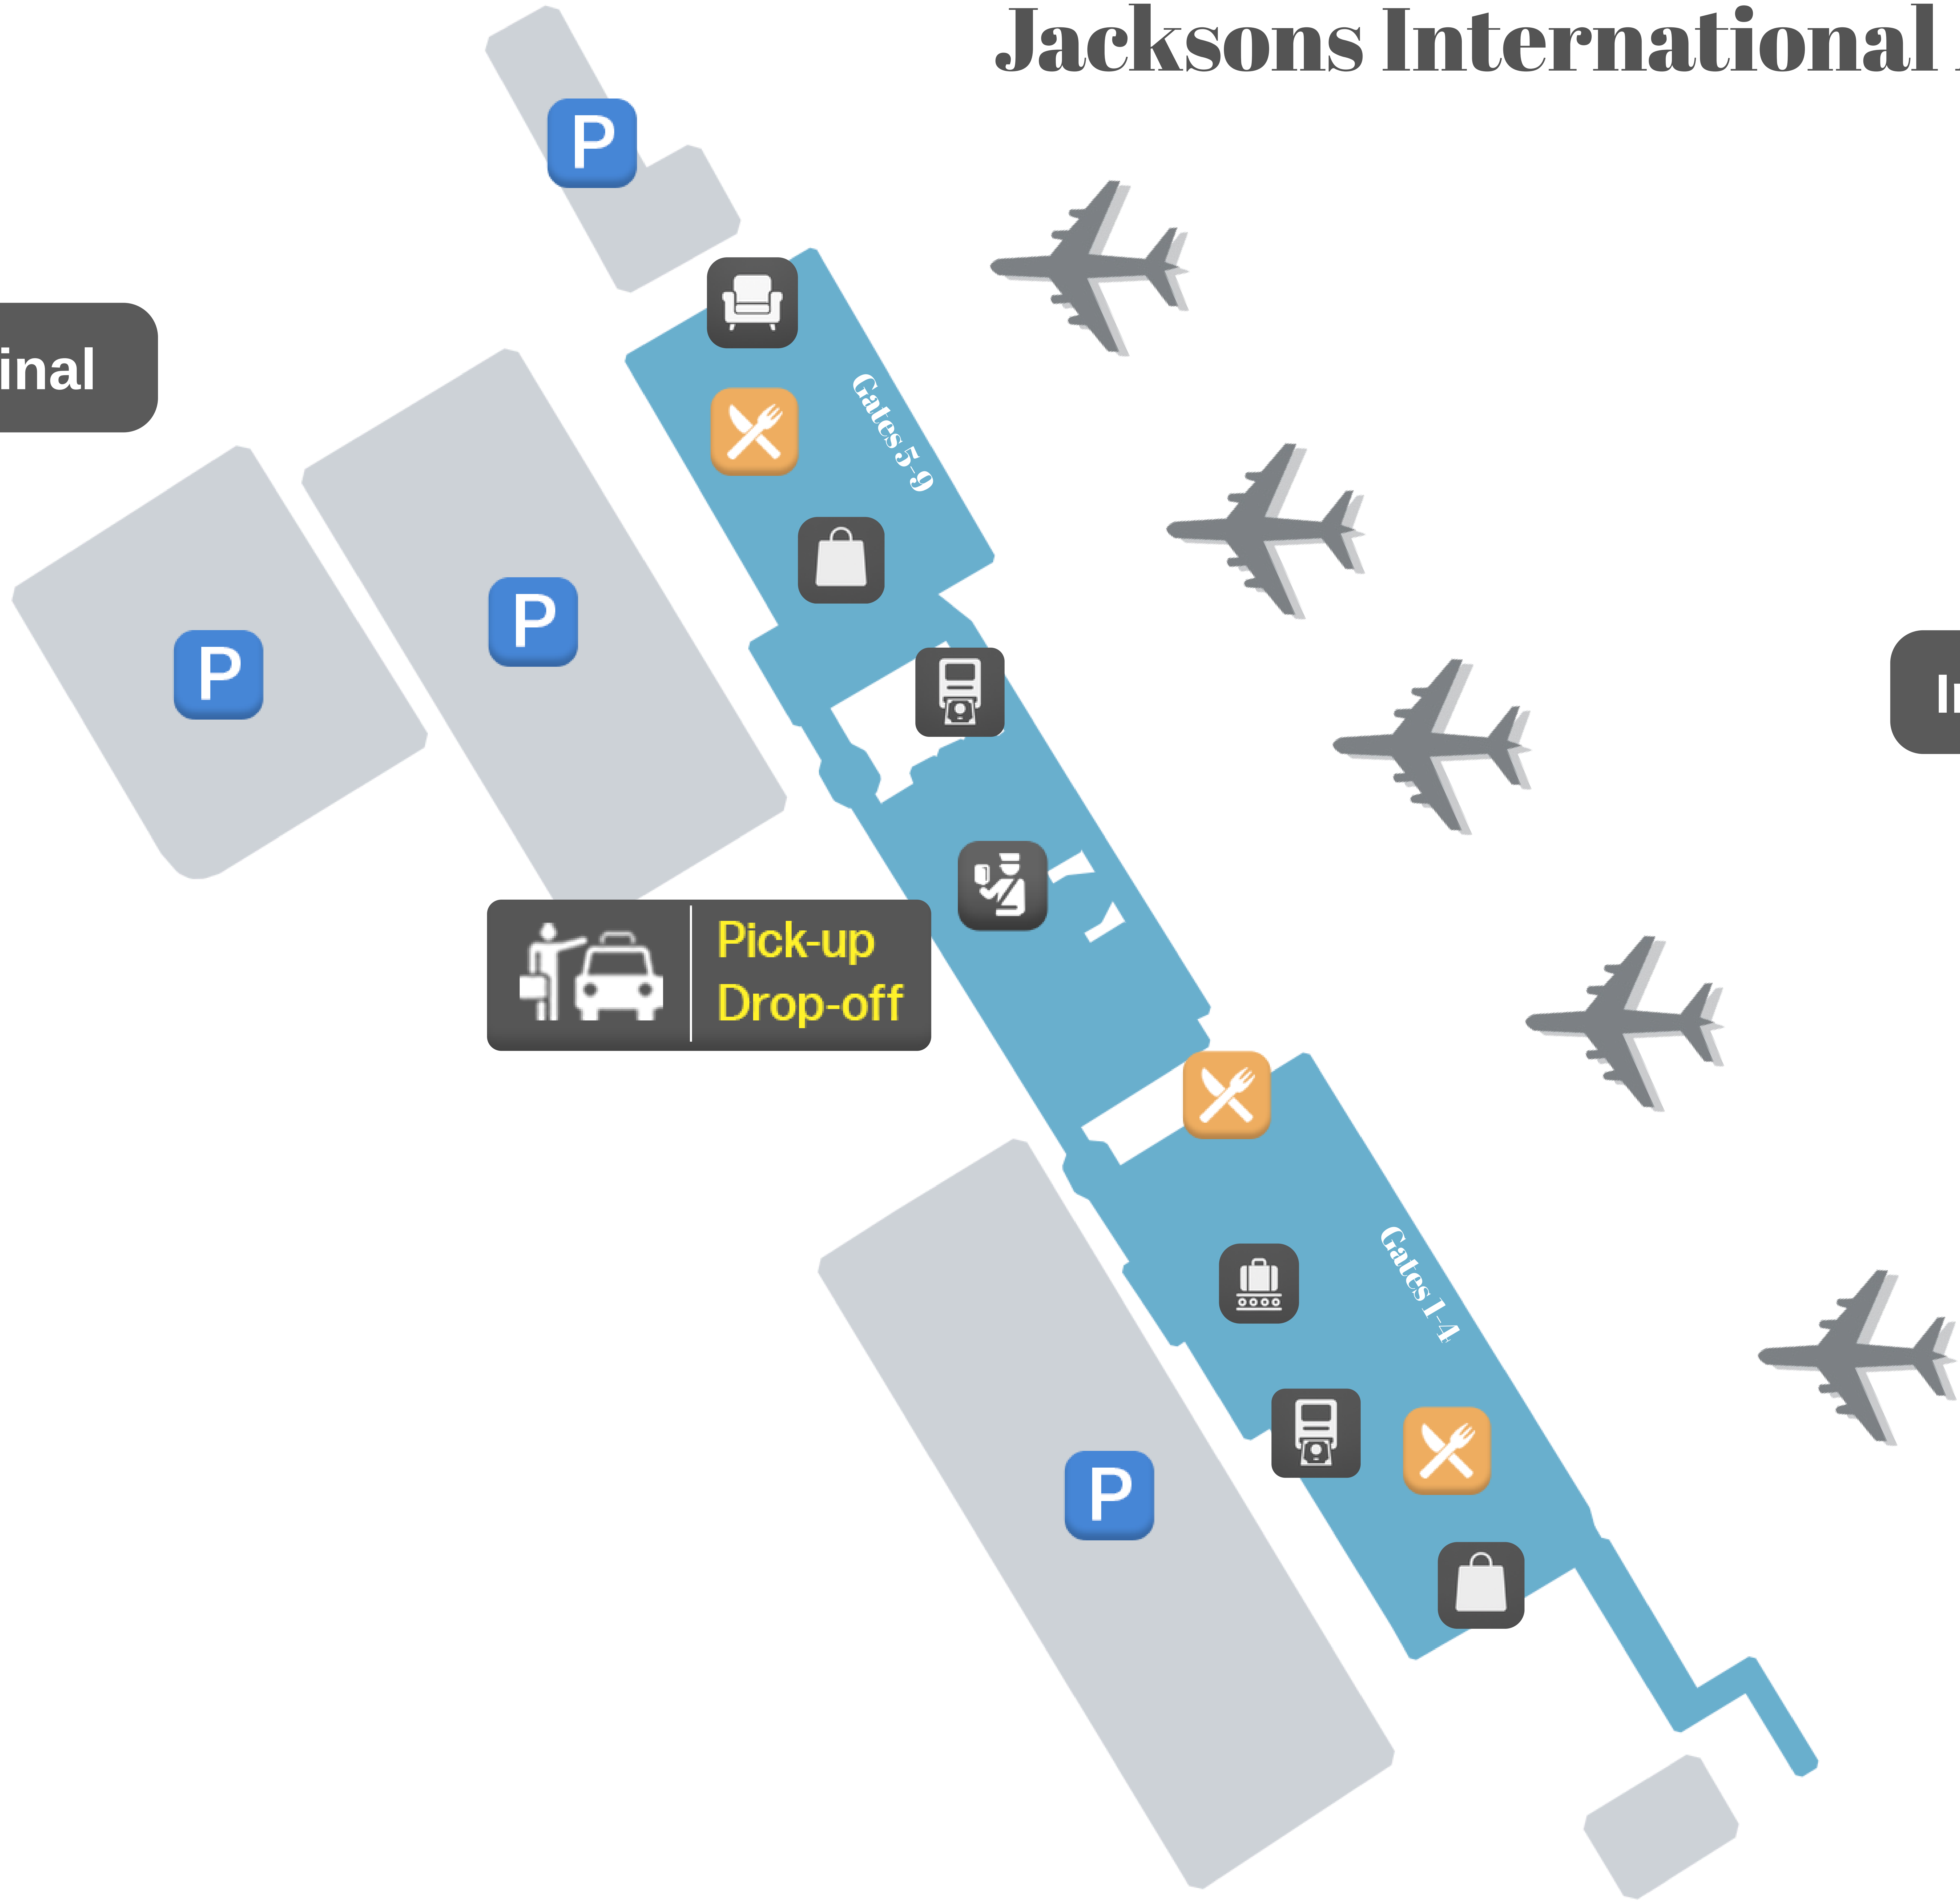 Jacksons International
P
inal
Gates 5-9
P
P
Pick-up
Drop-off
Gates 1-4
P